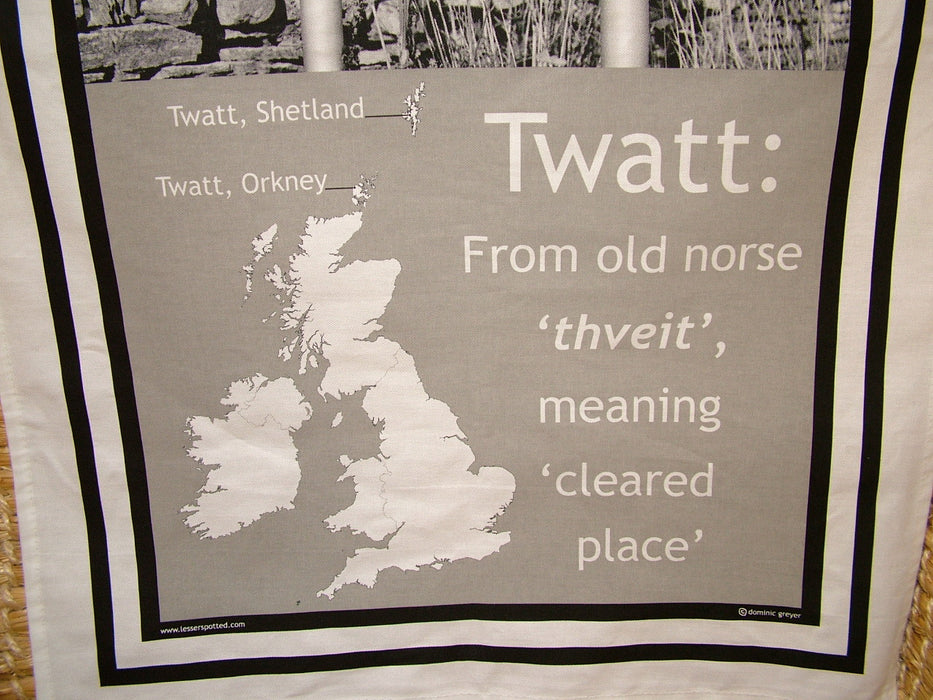 Twatt, Shetland
Twatt, Orkney
Twatt:
From old norse
‘thveit’,
meaning
‘cleared
place’
www.lesserspotted.com
© dominic greyer